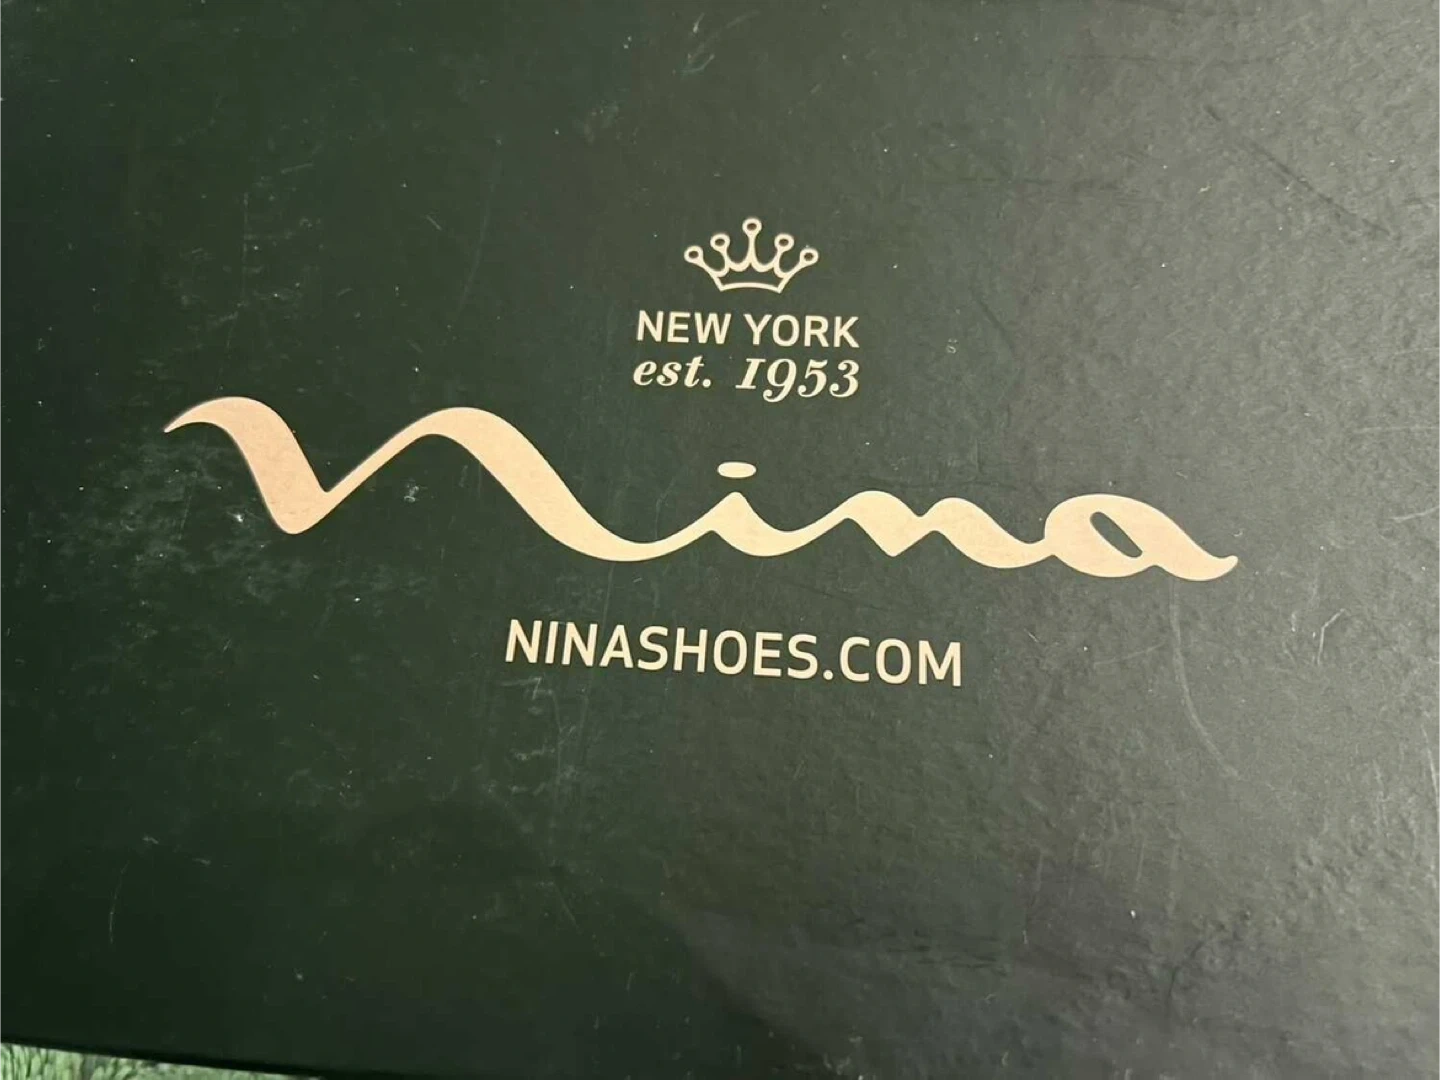 NEW YORK
est. 1953
nina
NINASHOES.COM